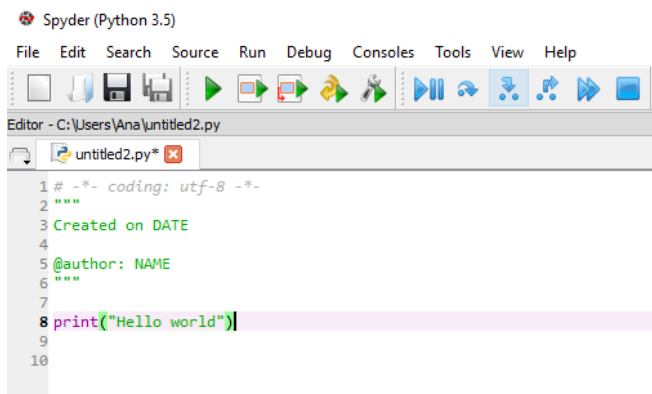 Spyder (Python 3.5)
File Edit Search Source Run Debug Consoles Tools View Help
Editor - C:\Users\Ana\untitled2.py
untitled2.py*
1 # -*- coding: utf-8 -*-
2 """
3 Created on DATE
4
5 @author: NAME
6 """
7
8 print("Hello world")
9
10